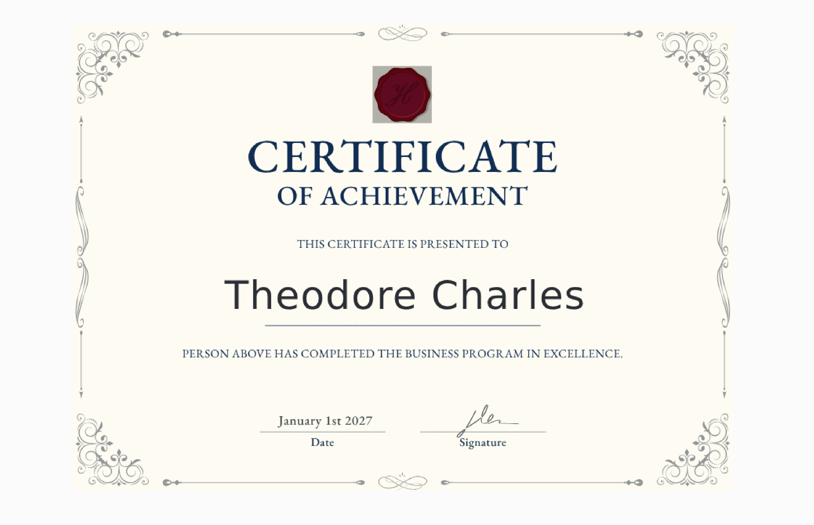 CERTIFICATE
OF ACHIEVEMENT
THIS CERTIFICATE IS PRESENTED TO
Theodore Charles
PERSON ABOVE HAS COMPLETED THE BUSINESS PROGRAM IN EXCELLENCE.
January 1st 2027
Date
Signature